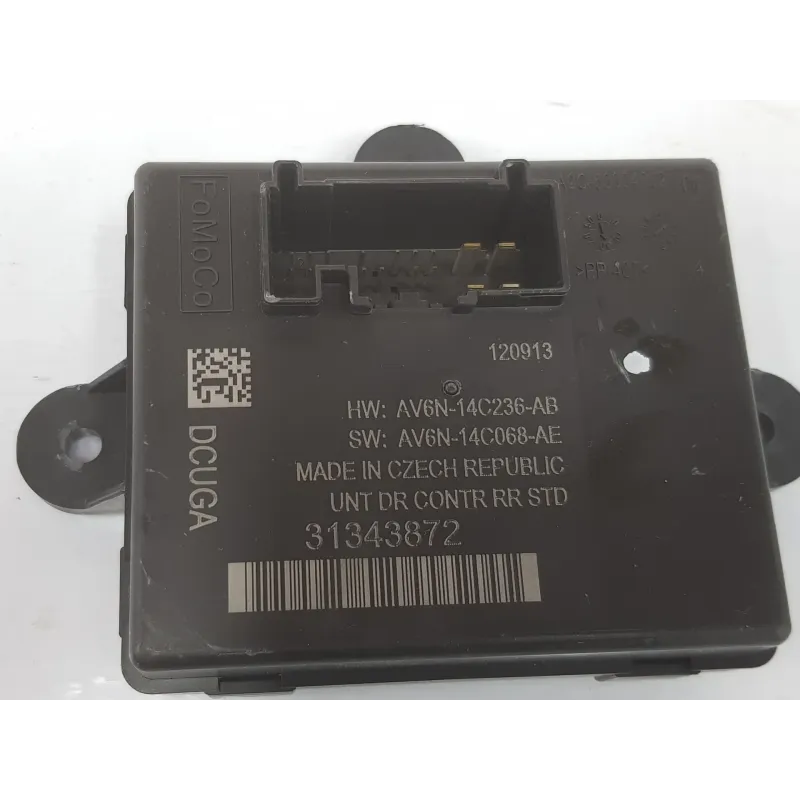 FoMoCo
120913
HW: AV6N-14C236-AB
SW: AV6N-14C068-AE
MADE IN CZECH REPUBLIC
UNT DR CONTR RR STD
31343872
DCUGA